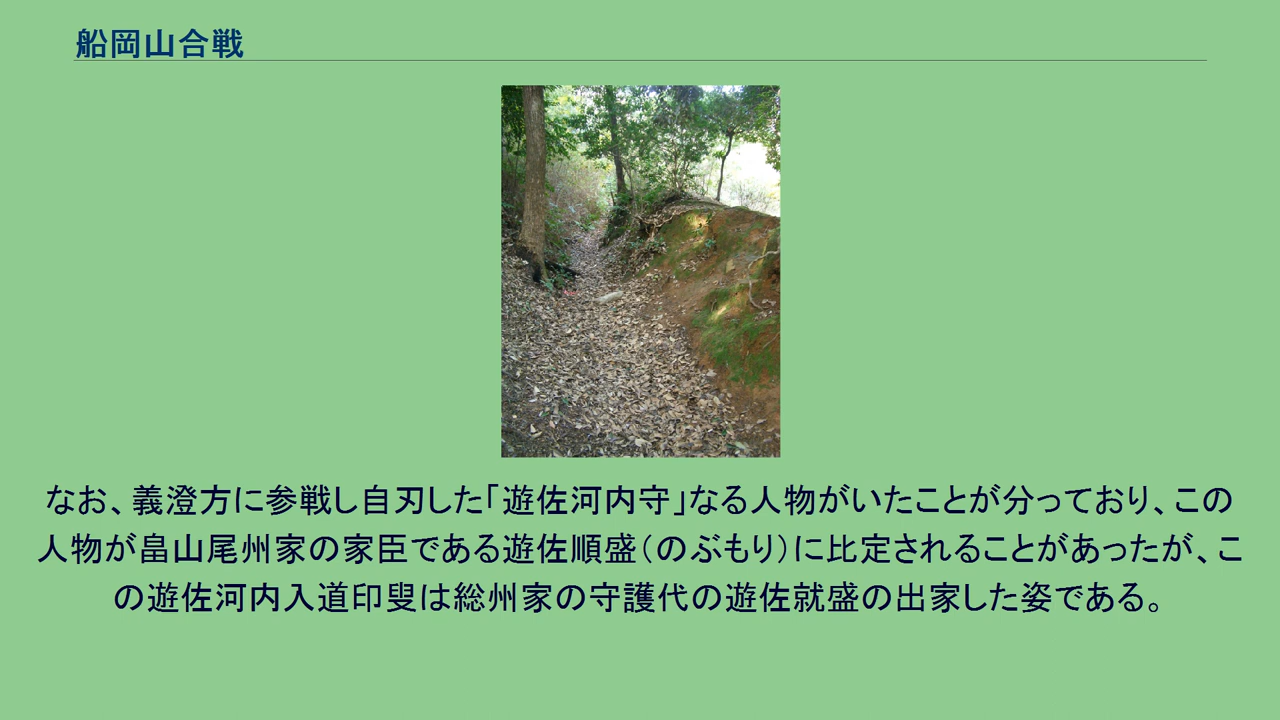 船岡山合戦
なお、義澄方に参戦し自刃した「遊佐河内守」なる人物がいたことが分っており、この
人物が畠山尾州家の家臣である遊佐順盛（のぶもり）に比定されることがあったが、こ
の遊佐河内入道印叟は総州家の守護代の遊佐就盛の出家した姿である。